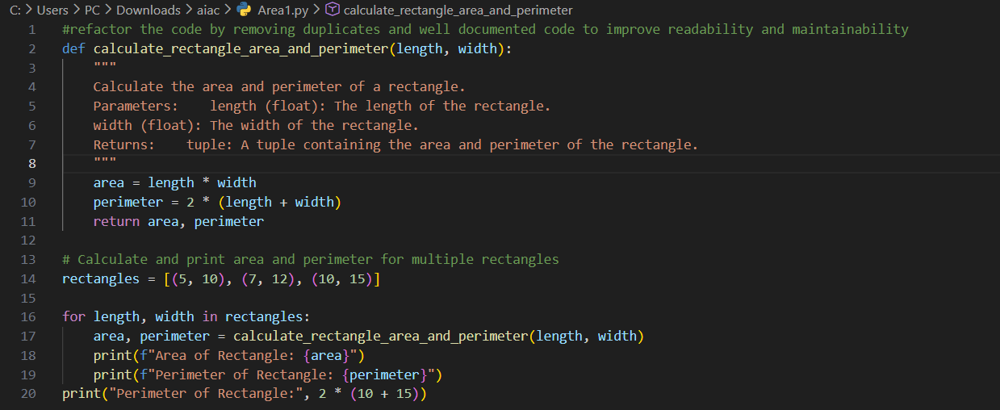 C: > Users > PC > Downloads > aiac > Area1.py > calculate_rectangle_area_and_perimeter
1 #refactor the code by removing duplicates and well documented code to improve readability and maintainability
2 def calculate_rectangle_area_and_perimeter(length, width):
3     """
4     Calculate the area and perimeter of a rectangle.
5     Parameters:    length (float): The length of the rectangle.
6     width (float): The width of the rectangle.
7     Returns:    tuple: A tuple containing the area and perimeter of the rectangle.
8     """
9     area = length * width
10     perimeter = 2 * (length + width)
11     return area, perimeter
12
13 # Calculate and print area and perimeter for multiple rectangles
14 rectangles = [(5, 10), (7, 12), (10, 15)]
15
16 for length, width in rectangles:
17     area, perimeter = calculate_rectangle_area_and_perimeter(length, width)
18     print(f"Area of Rectangle: {area}")
19     print(f"Perimeter of Rectangle: {perimeter}")
20 print("Perimeter of Rectangle:", 2 * (10 + 15))